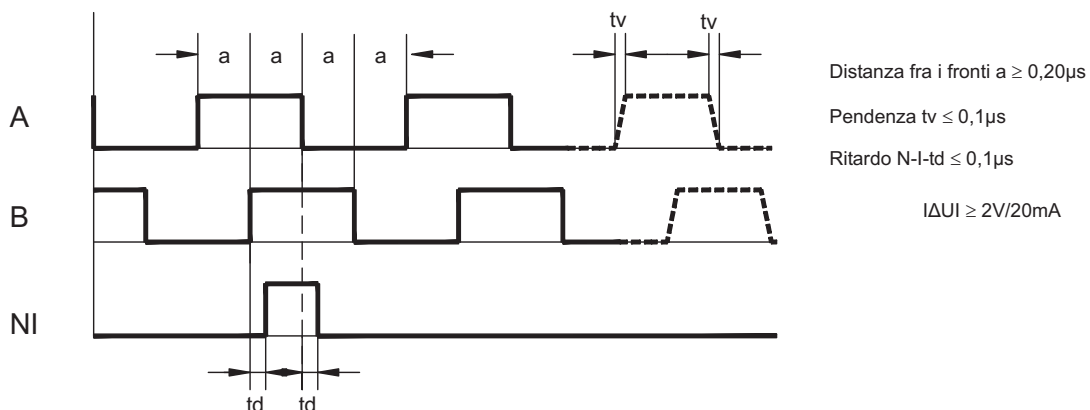 tv tv
a a a a
Distanza fra i fronti a ≥ 0,20µs
A
Pendenza tv ≤ 0,1µs
Ritardo N-I-td ≤ 0,1µs
B
I∆UI ≥ 2V/20mA
NI
td td